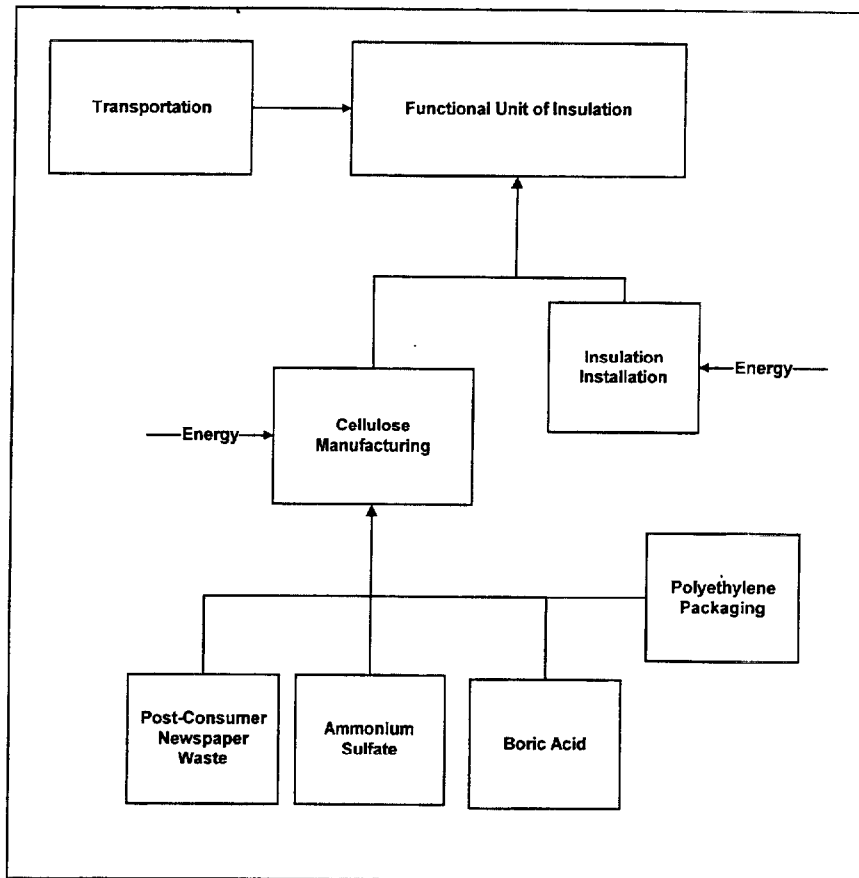 Transportation
Functional Unit of Insulation
Insulation
Installation
Energy
Energy
Cellulose
Manufacturing
Polyethylene
Packaging
Post-Consumer
Newspaper
Waste
Ammonium
Sulfate
Boric Acid